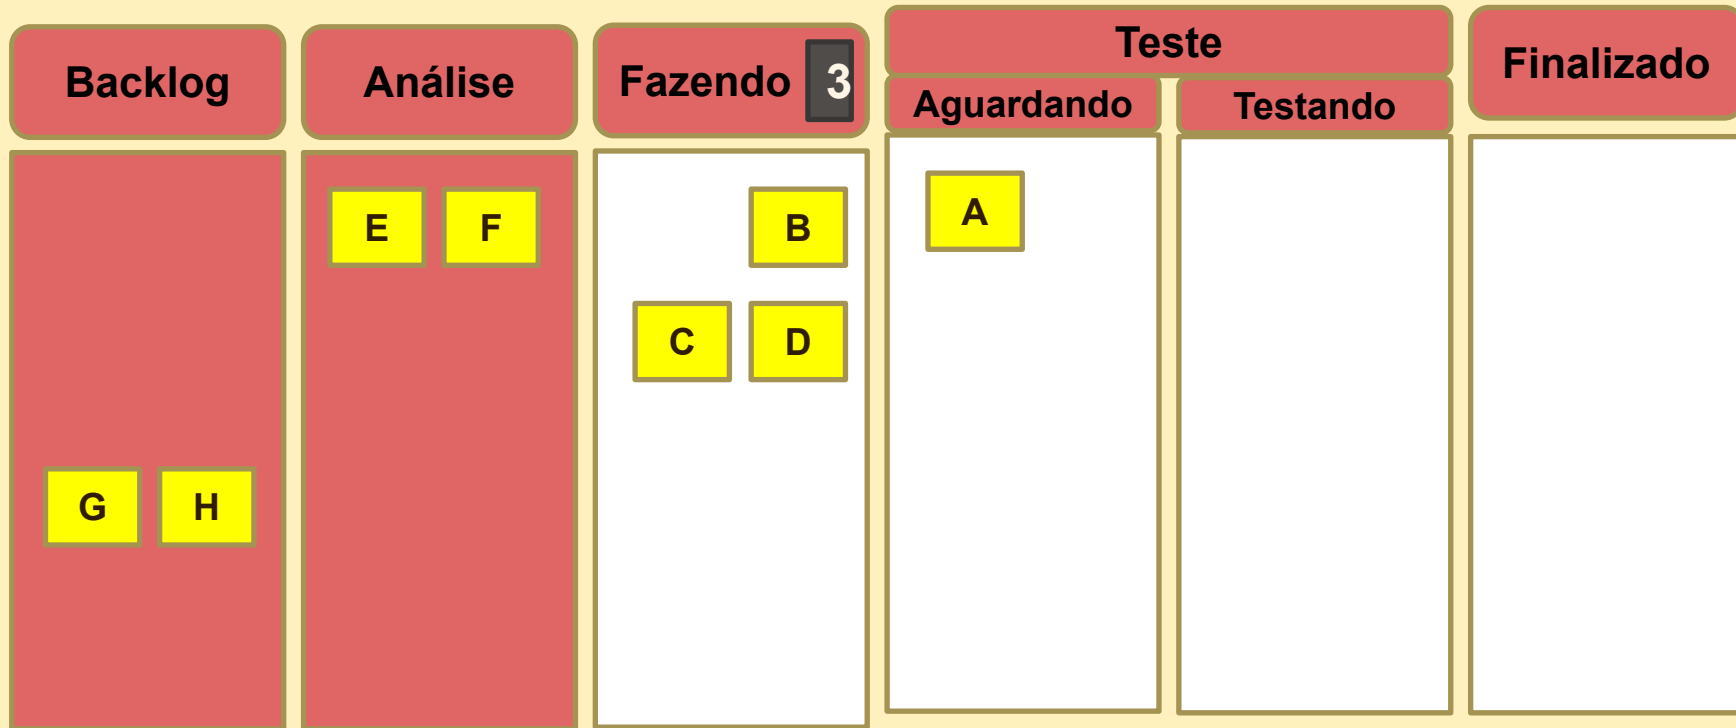 Backlog
Análise
Fazendo 3
Teste
Aguardando
Testando
Finalizado
E F
B
A
C D
G H